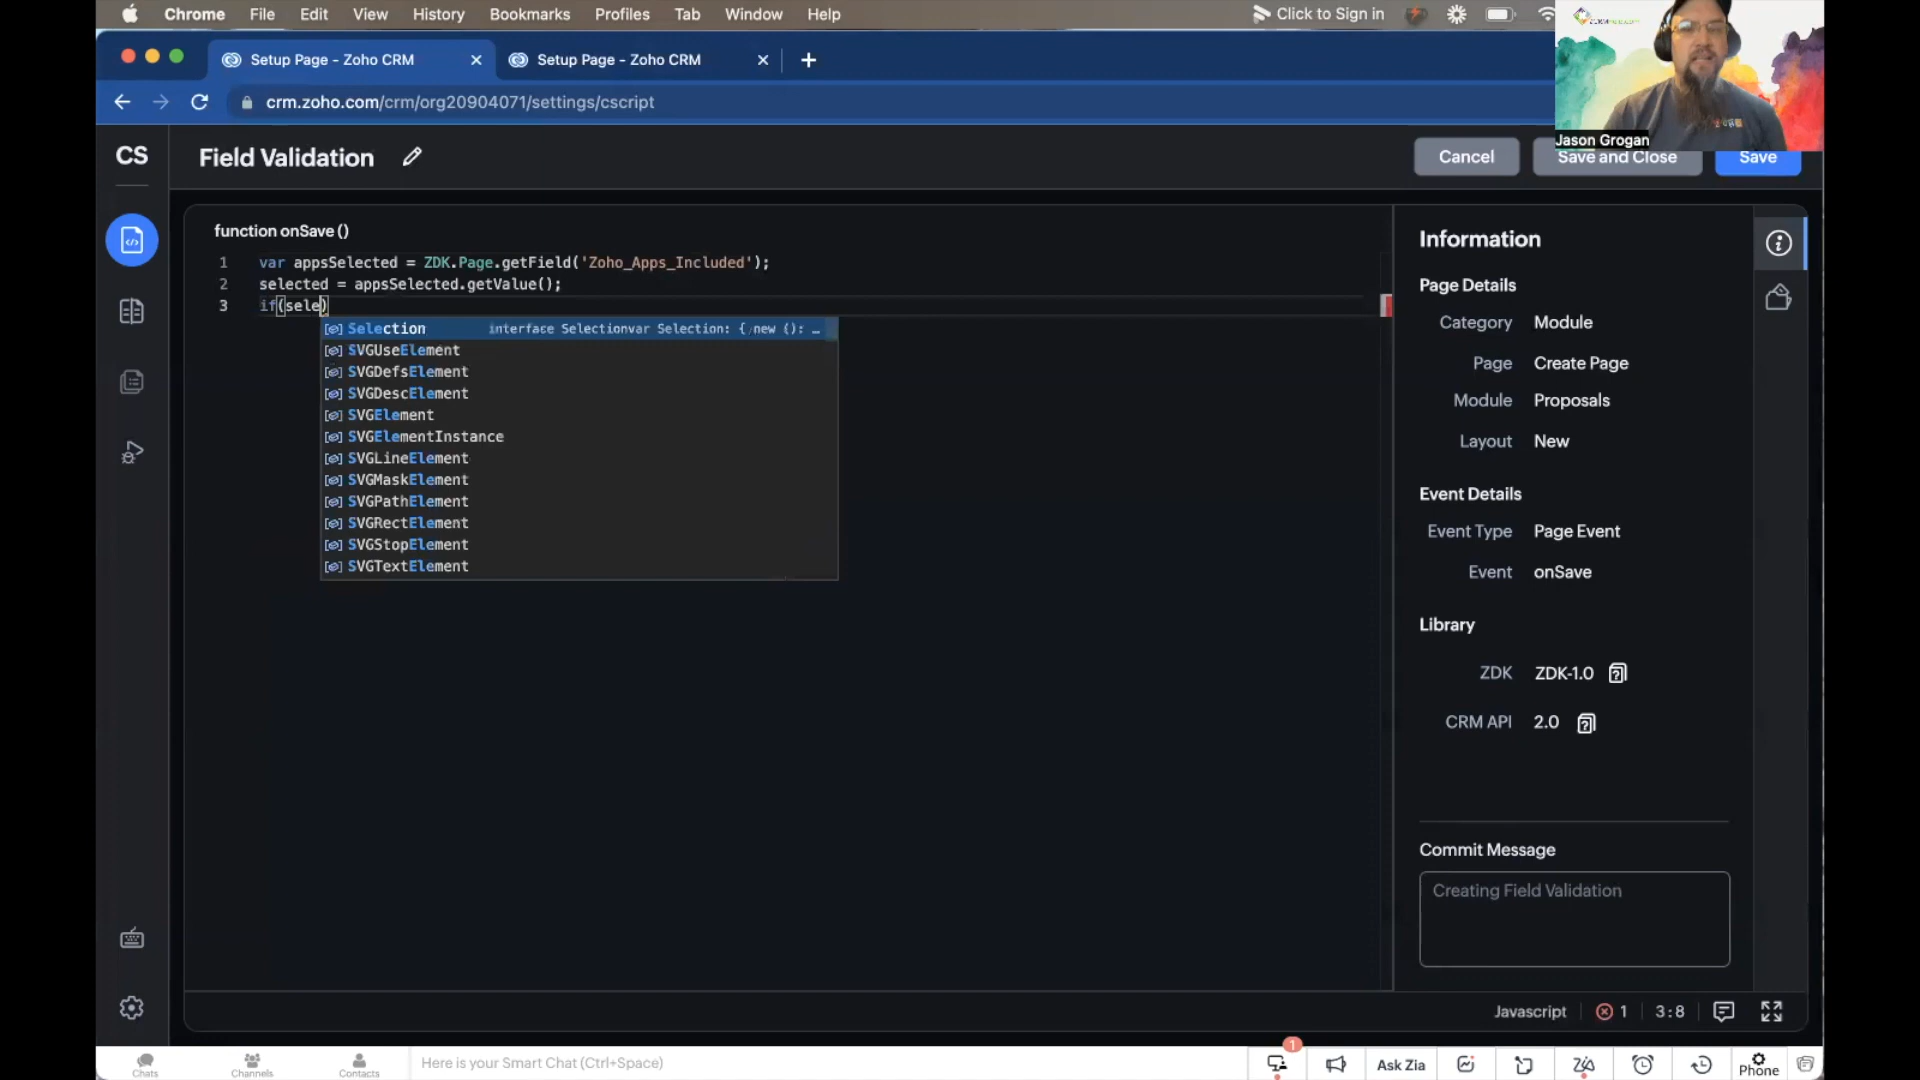 Chrome File Edit View History Bookmarks Profiles Tab Window Help
Click to Sign in
Setup Page - Zoho CRM
Setup Page - Zoho CRM
crm.zoho.com/crm/org20904071/settings/cscript
Jason Grogan
CS
Field Validation
Cancel
Save and Close
Save
function onSave ()
1 var appsSelected = ZDK.Page.getField('Zoho_Apps_Included');
2 selected = appsSelected.getValue();
3 if(sele)
Selection interface Selectionvar Selection: { new (): …
SVGUseElement
SVGDefsElement
SVGDescElement
SVGElement
SVGElementInstance
SVGLineElement
SVGMaskElement
SVGPathElement
SVGRectElement
SVGStopElement
SVGTextElement
Information
Page Details
Category Module
Page Create Page
Module Proposals
Layout New
Event Details
Event Type Page Event
Event onSave
Library
ZDK ZDK-1.0
CRM API 2.0
Commit Message
Creating Field Validation
Javascript 1 3:8
Chats
Channels
Contacts
Here is your Smart Chat (Ctrl+Space)
1
Ask Zia
Phone